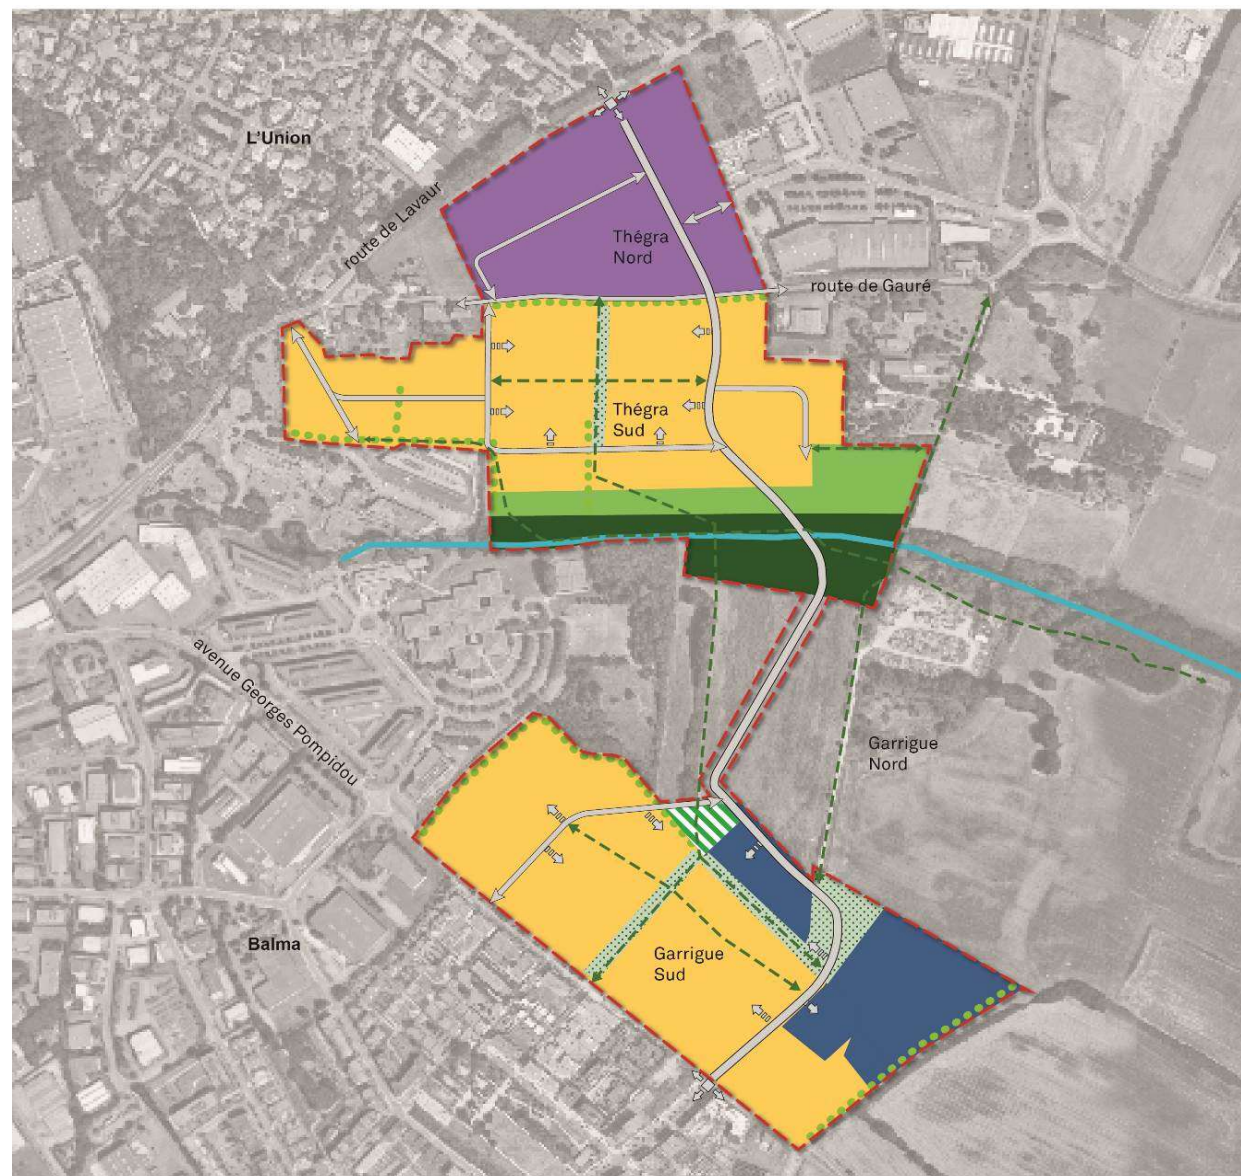 L'Union
route de Lavaur
Thégra
Nord
route de Gauré
Thégra
Sud
avenue Georges Pompidou
Garrigue
Nord
Balma
Garrigue
Sud